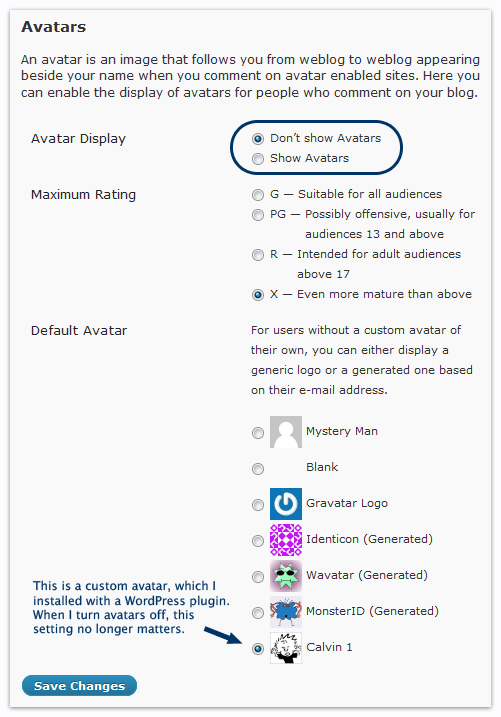 Avatars
An avatar is an image that follows you from weblog to weblog appearing
beside your name when you comment on avatar enabled sites. Here you
can enable the display of avatars for people who comment on your blog.
Avatar Display
Don't show Avatars
Show Avatars
Maximum Rating
G — Suitable for all audiences
PG — Possibly offensive, usually for
audiences 13 and above
R — Intended for adult audiences
above 17
X — Even more mature than above
Default Avatar
For users without a custom avatar of
their own, you can either display a
generic logo or a generated one based
on their e-mail address.
Mystery Man
Blank
Gravatar Logo
Identicon (Generated)
Wavatar (Generated)
MonsterID (Generated)
This is a custom avatar, which I
installed with a WordPress plugin.
When I turn avatars off, this
setting no longer matters.
Calvin 1
Save Changes